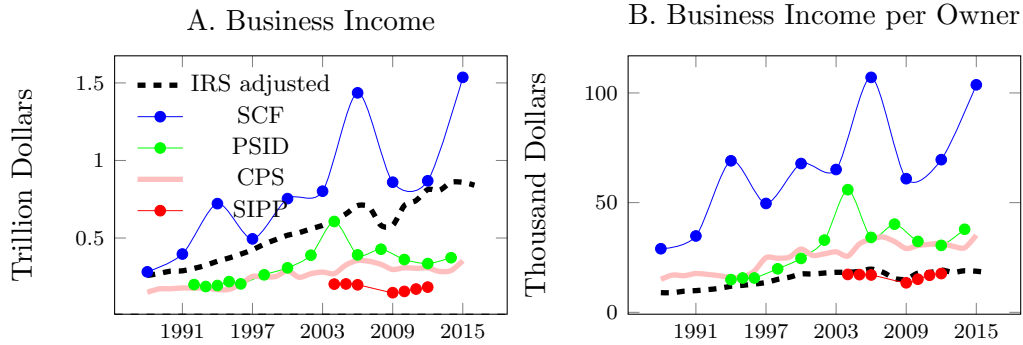 A. Business Income
Trillion Dollars
1.5
1
0.5
1991 1997 2003 2009 2015
IRS adjusted
SCF
PSID
CPS
SIPP
B. Business Income per Owner
Thousand Dollars
100
50
0
1991 1997 2003 2009 2015